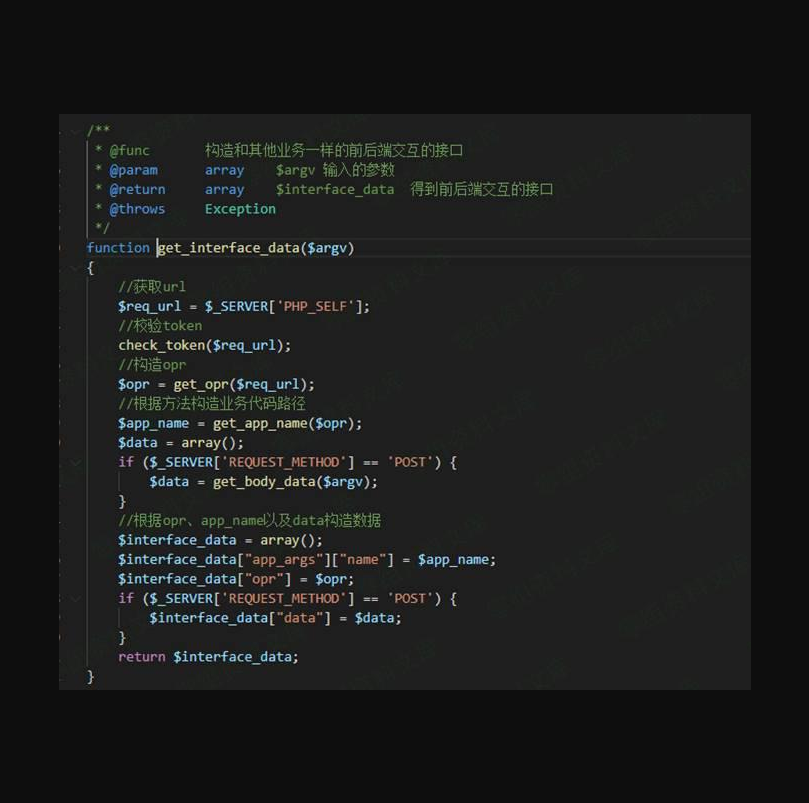 /**
 * @func       构造和其他业务一样的前后端交互的接口
 * @param      array    $argv 输入的参数
 * @return     array    $interface_data  得到前后端交互的接口
 * @throws     Exception
 */
function get_interface_data($argv)
{
    //获取url
    $req_url = $_SERVER['PHP_SELF'];
    //校验token
    check_token($req_url);
    //构造opr
    $opr = get_opr($req_url);
    //根据方法构造业务代码路径
    $app_name = get_app_name($opr);
    $data = array();
    if ($_SERVER['REQUEST_METHOD'] == 'POST') {
        $data = get_body_data($argv);
    }
    //根据opr、app_name以及data构造数据
    $interface_data = array();
    $interface_data["app_args"]["name"] = $app_name;
    $interface_data["opr"] = $opr;
    if ($_SERVER['REQUEST_METHOD'] == 'POST') {
        $interface_data["data"] = $data;
    }
    return $interface_data;
}